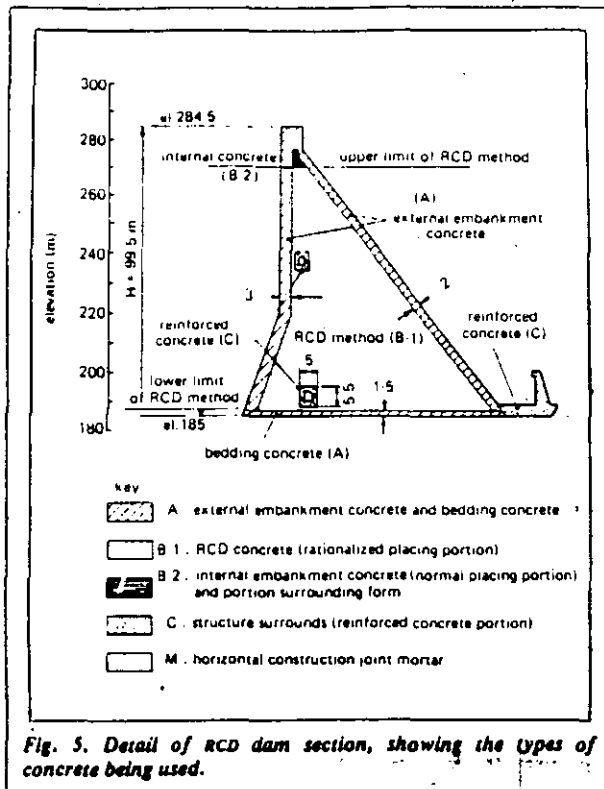 300
280
260
240
220
200
180
elevation (m)
el. 284.5
H = 99.5 m
internal concrete
(B-2)
upper limit of RCD method
(A)
external embankment
concrete
3
2
reinforced
concrete (C)
RCD method (B-1)
5
5.5
1.5
reinforced
concrete (C)
lower limit
of RCD method
el. 185
bedding concrete (A)
key
A . external embankment concrete and bedding concrete
B 1 . RCD concrete (rationalized placing portion)
B 2 . internal embankment concrete (normal placing portion)
and portion surrounding form
C . structure surrounds (reinforced concrete portion)
M . horizontal construction joint mortar
Fig. 5. Detail of RCD dam section, showing the types of
concrete being used.